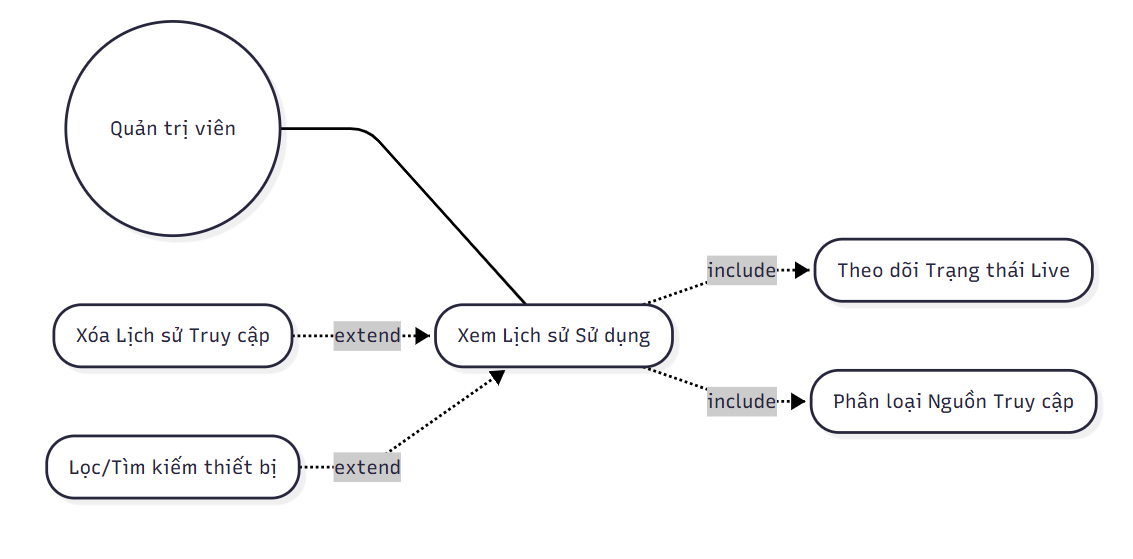 Quản trị viên
include
Theo dõi Trạng thái Live
Xóa Lịch sử Truy cập
extend
Xem Lịch sử Sử dụng
include
Phân loại Nguồn Truy cập
Lọc/Tìm kiếm thiết bị
extend